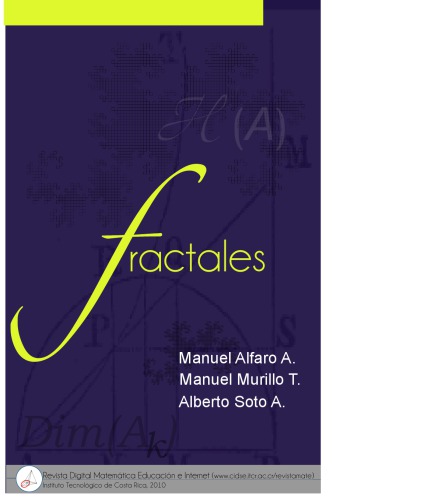 H(A)
M
fractales
P
S
Manuel Alfaro A.
Manuel Murillo T.
Alberto Soto A.
Dim(Ak)
Revista Digital Matemática Educación e Internet (www.cidse.itcr.ac.cr/revistamate)
Instituto Tecnológico de Costa Rica, 2010